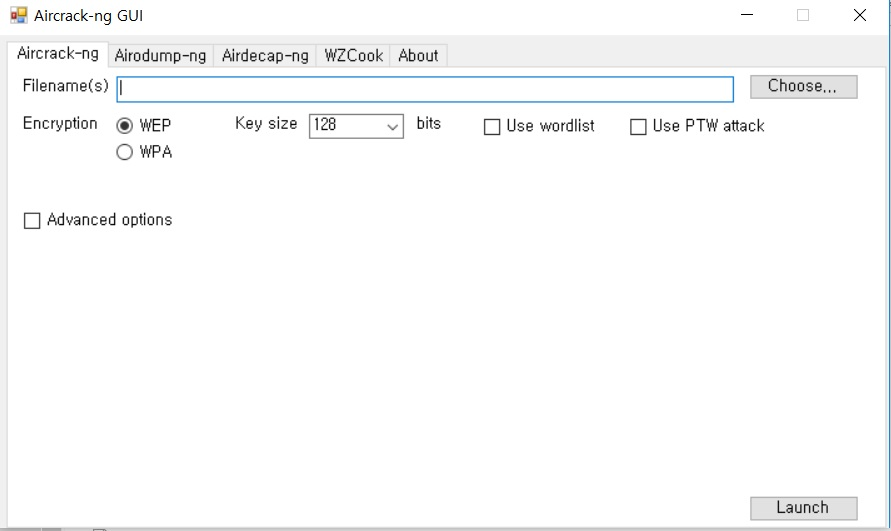 Aircrack-ng GUI
Aircrack-ng Airodump-ng Airdecap-ng WZCook About
Filename(s) Choose...
Encryption WEP Key size 128 bits Use wordlist Use PTW attack
WPA
Advanced options
Launch